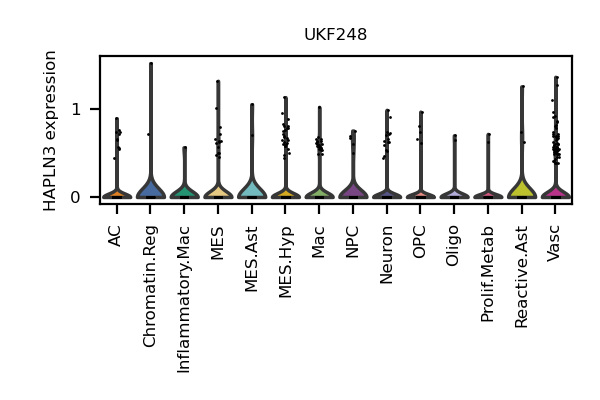 UKF248
HAPLN3 expression
1
0
AC
Chromatin.Reg
Inflammatory.Mac
MES
MES.Ast
MES.Hyp
Mac
NPC
Neuron
OPC
Oligo
Prolif.Metab
Reactive.Ast
Vasc